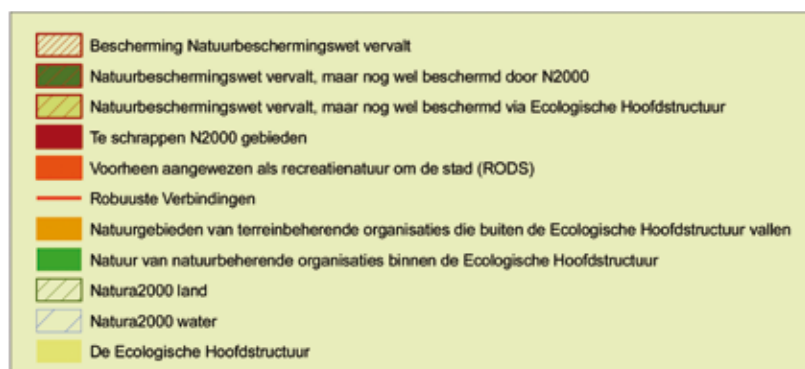 Bescherming Natuurbeschermingswet vervalt
Natuurbeschermingswet vervalt, maar nog wel beschermd door N2000
Natuurbeschermingswet vervalt, maar nog wel beschermd via Ecologische Hoofdstructuur
Te schrappen N2000 gebieden
Voorheen aangewezen als recreatienatuur om de stad (RODS)
Robuuste Verbindingen
Natuurgebieden van terreinbeherende organisaties die buiten de Ecologische Hoofdstructuur vallen
Natuur van natuurbeherende organisaties binnen de Ecologische Hoofdstructuur
Natura2000 land
Natura2000 water
De Ecologische Hoofdstructuur